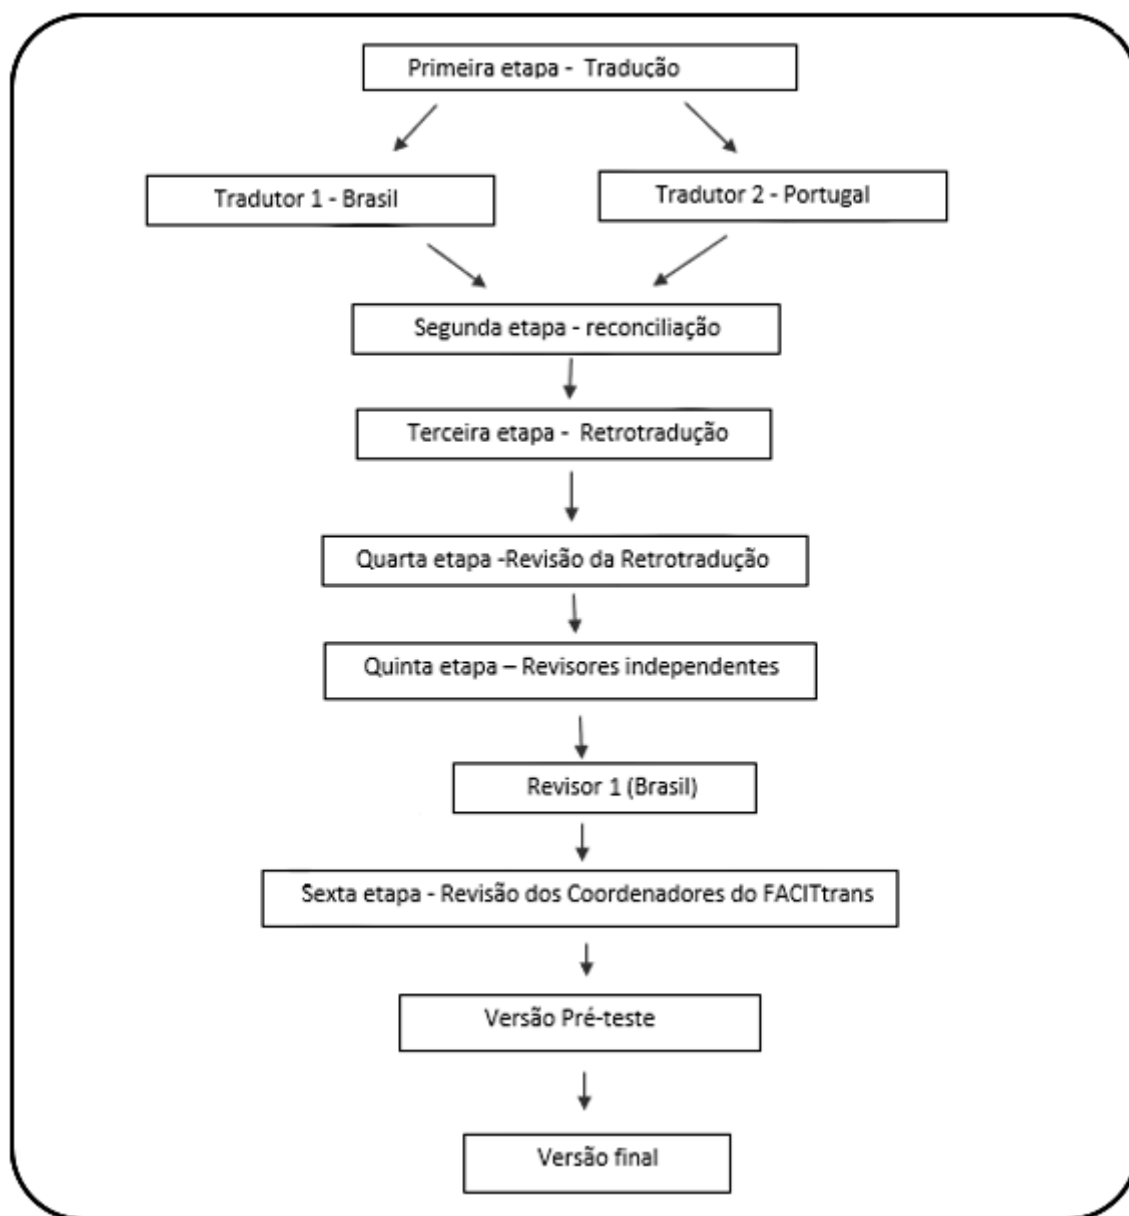 Primeira etapa - Tradução
Tradutor 1 - Brasil
Tradutor 2 - Portugal
Segunda etapa - reconciliação
Terceira etapa - Retrotradução
Quarta etapa -Revisão da Retrotradução
Quinta etapa – Revisores independentes
Revisor 1 (Brasil)
Sexta etapa - Revisão dos Coordenadores do FACITtrans
Versão Pré-teste
Versão final